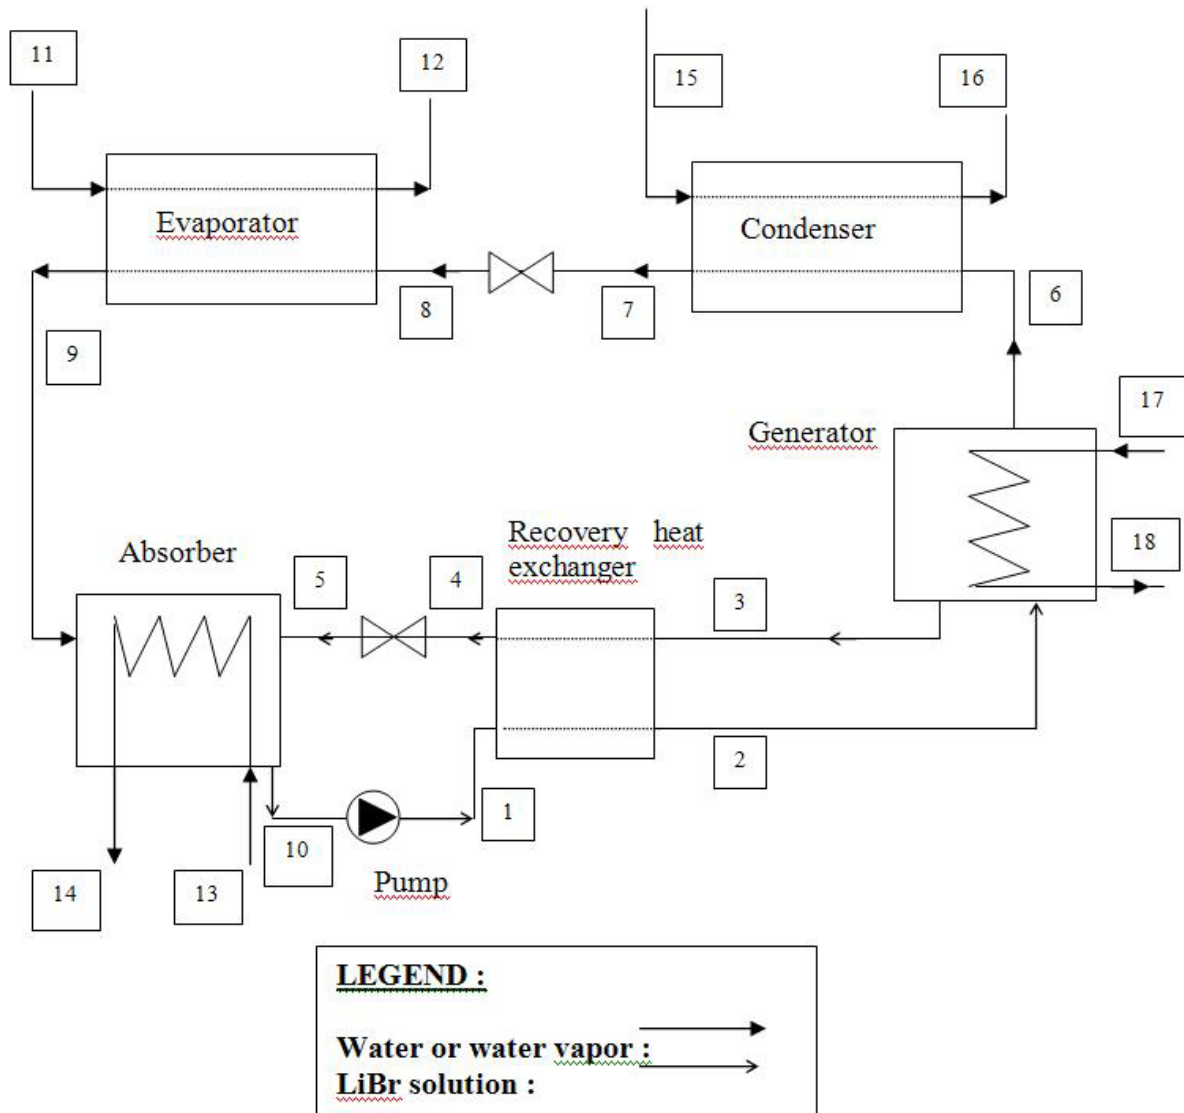 11
12
15
16
Evaporator
Condenser
8
7
6
9
17
Generator
Absorber
Recovery heat
exchanger
18
5
4
3
2
1
10
14
13
Pump
LEGEND :
Water or water vapor :
LiBr solution :